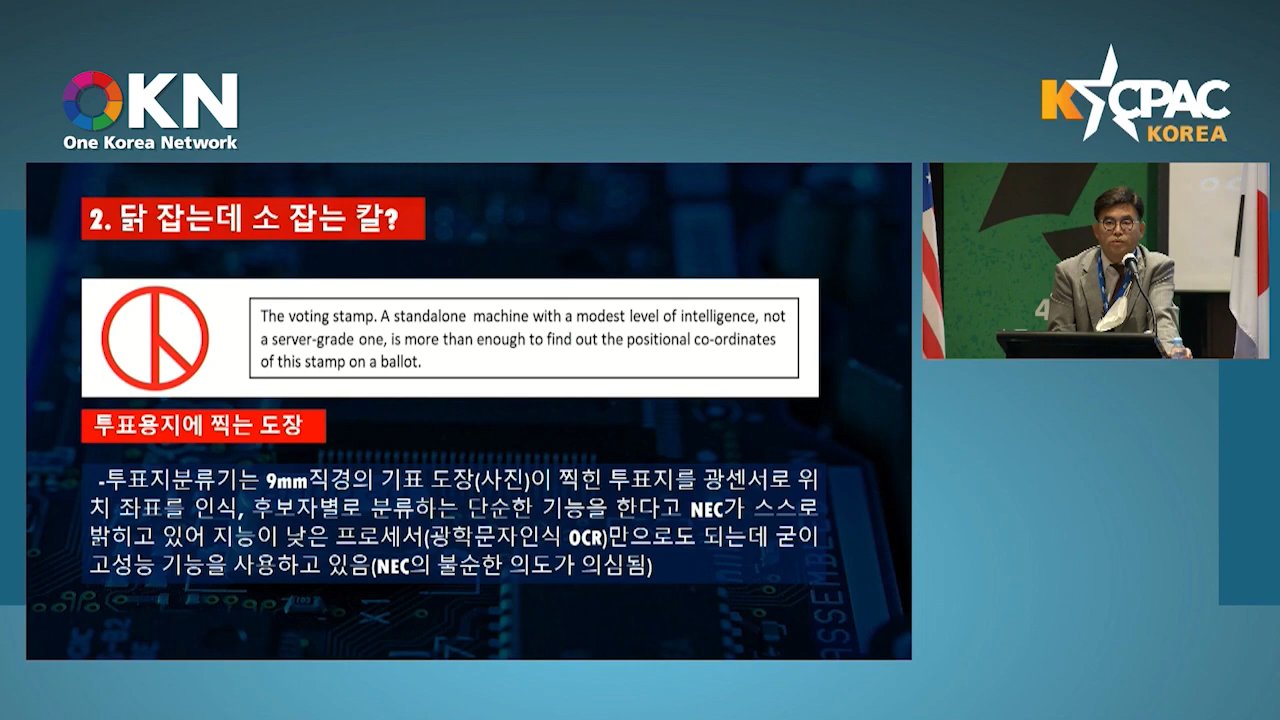 OKN
One Korea Network
KCPAC
KOREA
2. 닭 잡는데 소 잡는 칼?
The voting stamp. A standalone machine with a modest level of intelligence, not
a server-grade one, is more than enough to find out the positional co-ordinates
of this stamp on a ballot.
투표용지에 찍는 도장
-투표지분류기는 9mm직경의 기표 도장(사진)이 찍힌 투표지를 광센서로 위
치 좌표를 인식, 후보자별로 분류하는 단순한 기능을 한다고 NEC가 스스로
밝히고 있어 지능이 낮은 프로세서(광학문자인식 OCR)만으로도 되는데 굳이
고성능 기능을 사용하고 있음(NEC의 불순한 의도가 의심됨)
X1
ASSEMBLE